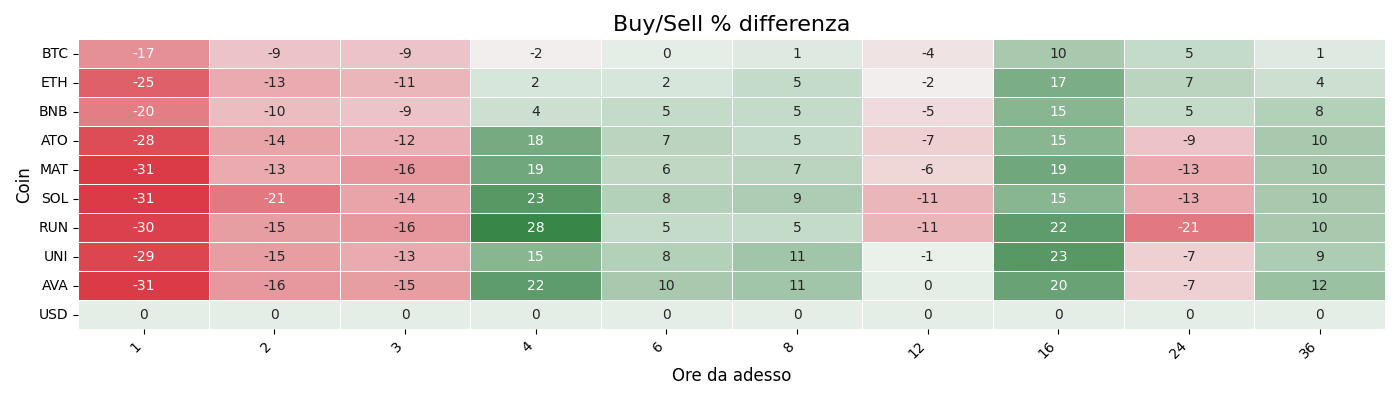 Buy/Sell % differenza
Coin
BTC -17 -9 -9 -2 0 1 -4 10 5 1
ETH -25 -13 -11 2 2 5 -2 17 7 4
BNB -20 -10 -9 4 5 5 -5 15 5 8
ATO -28 -14 -12 18 7 5 -7 15 -9 10
MAT -31 -13 -16 19 6 7 -6 19 -13 10
SOL -31 -21 -14 23 8 9 -11 15 -13 10
RUN -30 -15 -16 28 5 5 -11 22 -21 10
UNI -29 -15 -13 15 8 11 -1 23 -7 9
AVA -31 -16 -15 22 10 11 0 20 -7 12
USD 0 0 0 0 0 0 0 0 0 0
1 2 3 4 6 8 12 16 24 36
Ore da adesso